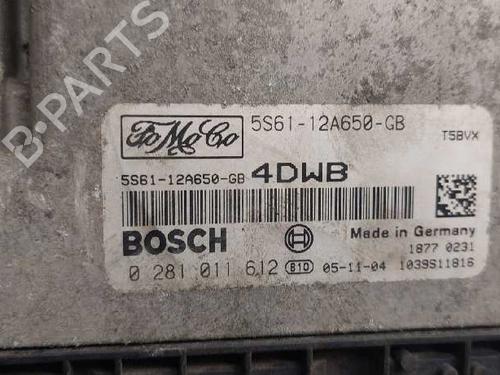 FoMoCo 5S61-12A650-GB T5BVX
5S61-12A650-GB 4DWB
BOSCH Made in Germany
1877 0231
0 281 011 612 B10 05-11-04 1039S11816